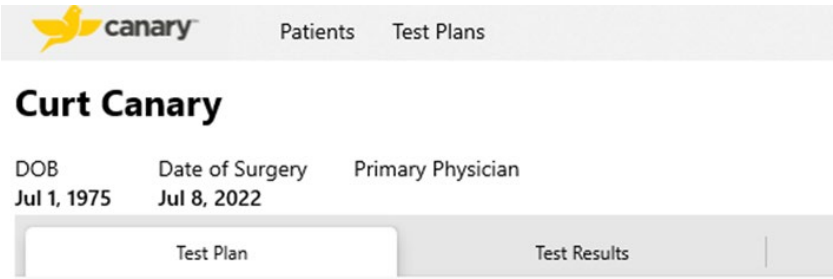 canary™ Patients Test Plans
Curt Canary
DOB Date of Surgery Primary Physician
Jul 1, 1975 Jul 8, 2022
Test Plan Test Results